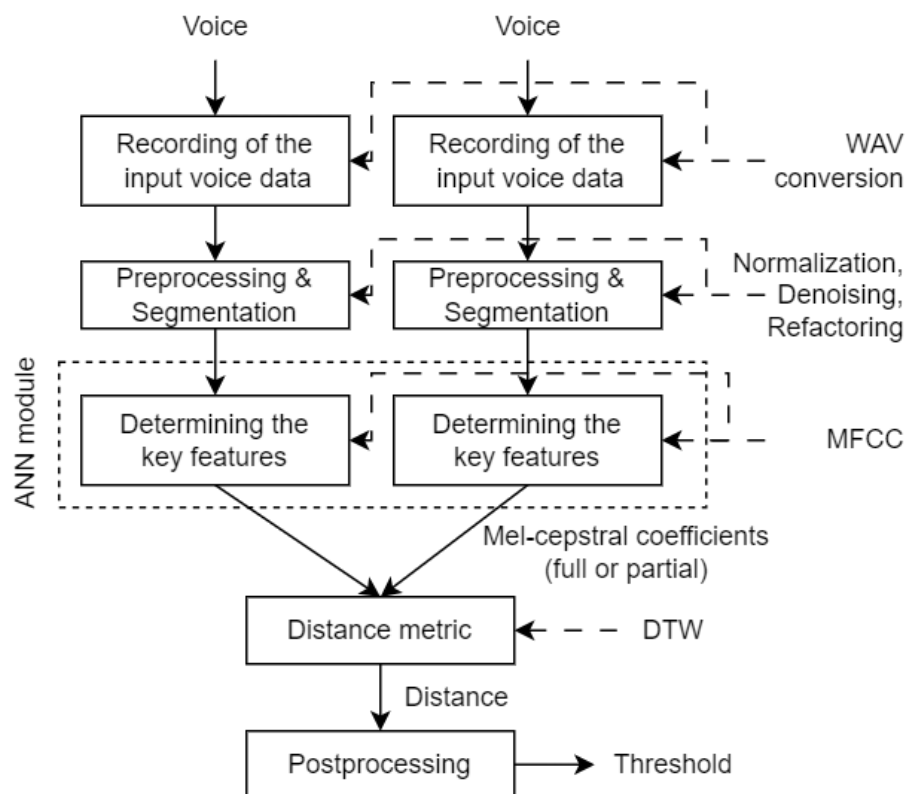 Voice
Voice
Recording of the
input voice data
Recording of the
input voice data
WAV
conversion
Preprocessing &
Segmentation
Preprocessing &
Segmentation
Normalization,
Denoising,
Refactoring
ANN module
Determining the
key features
Determining the
key features
MFCC
Mel-cepstral coefficients
(full or partial)
Distance metric
DTW
Distance
Postprocessing
Threshold